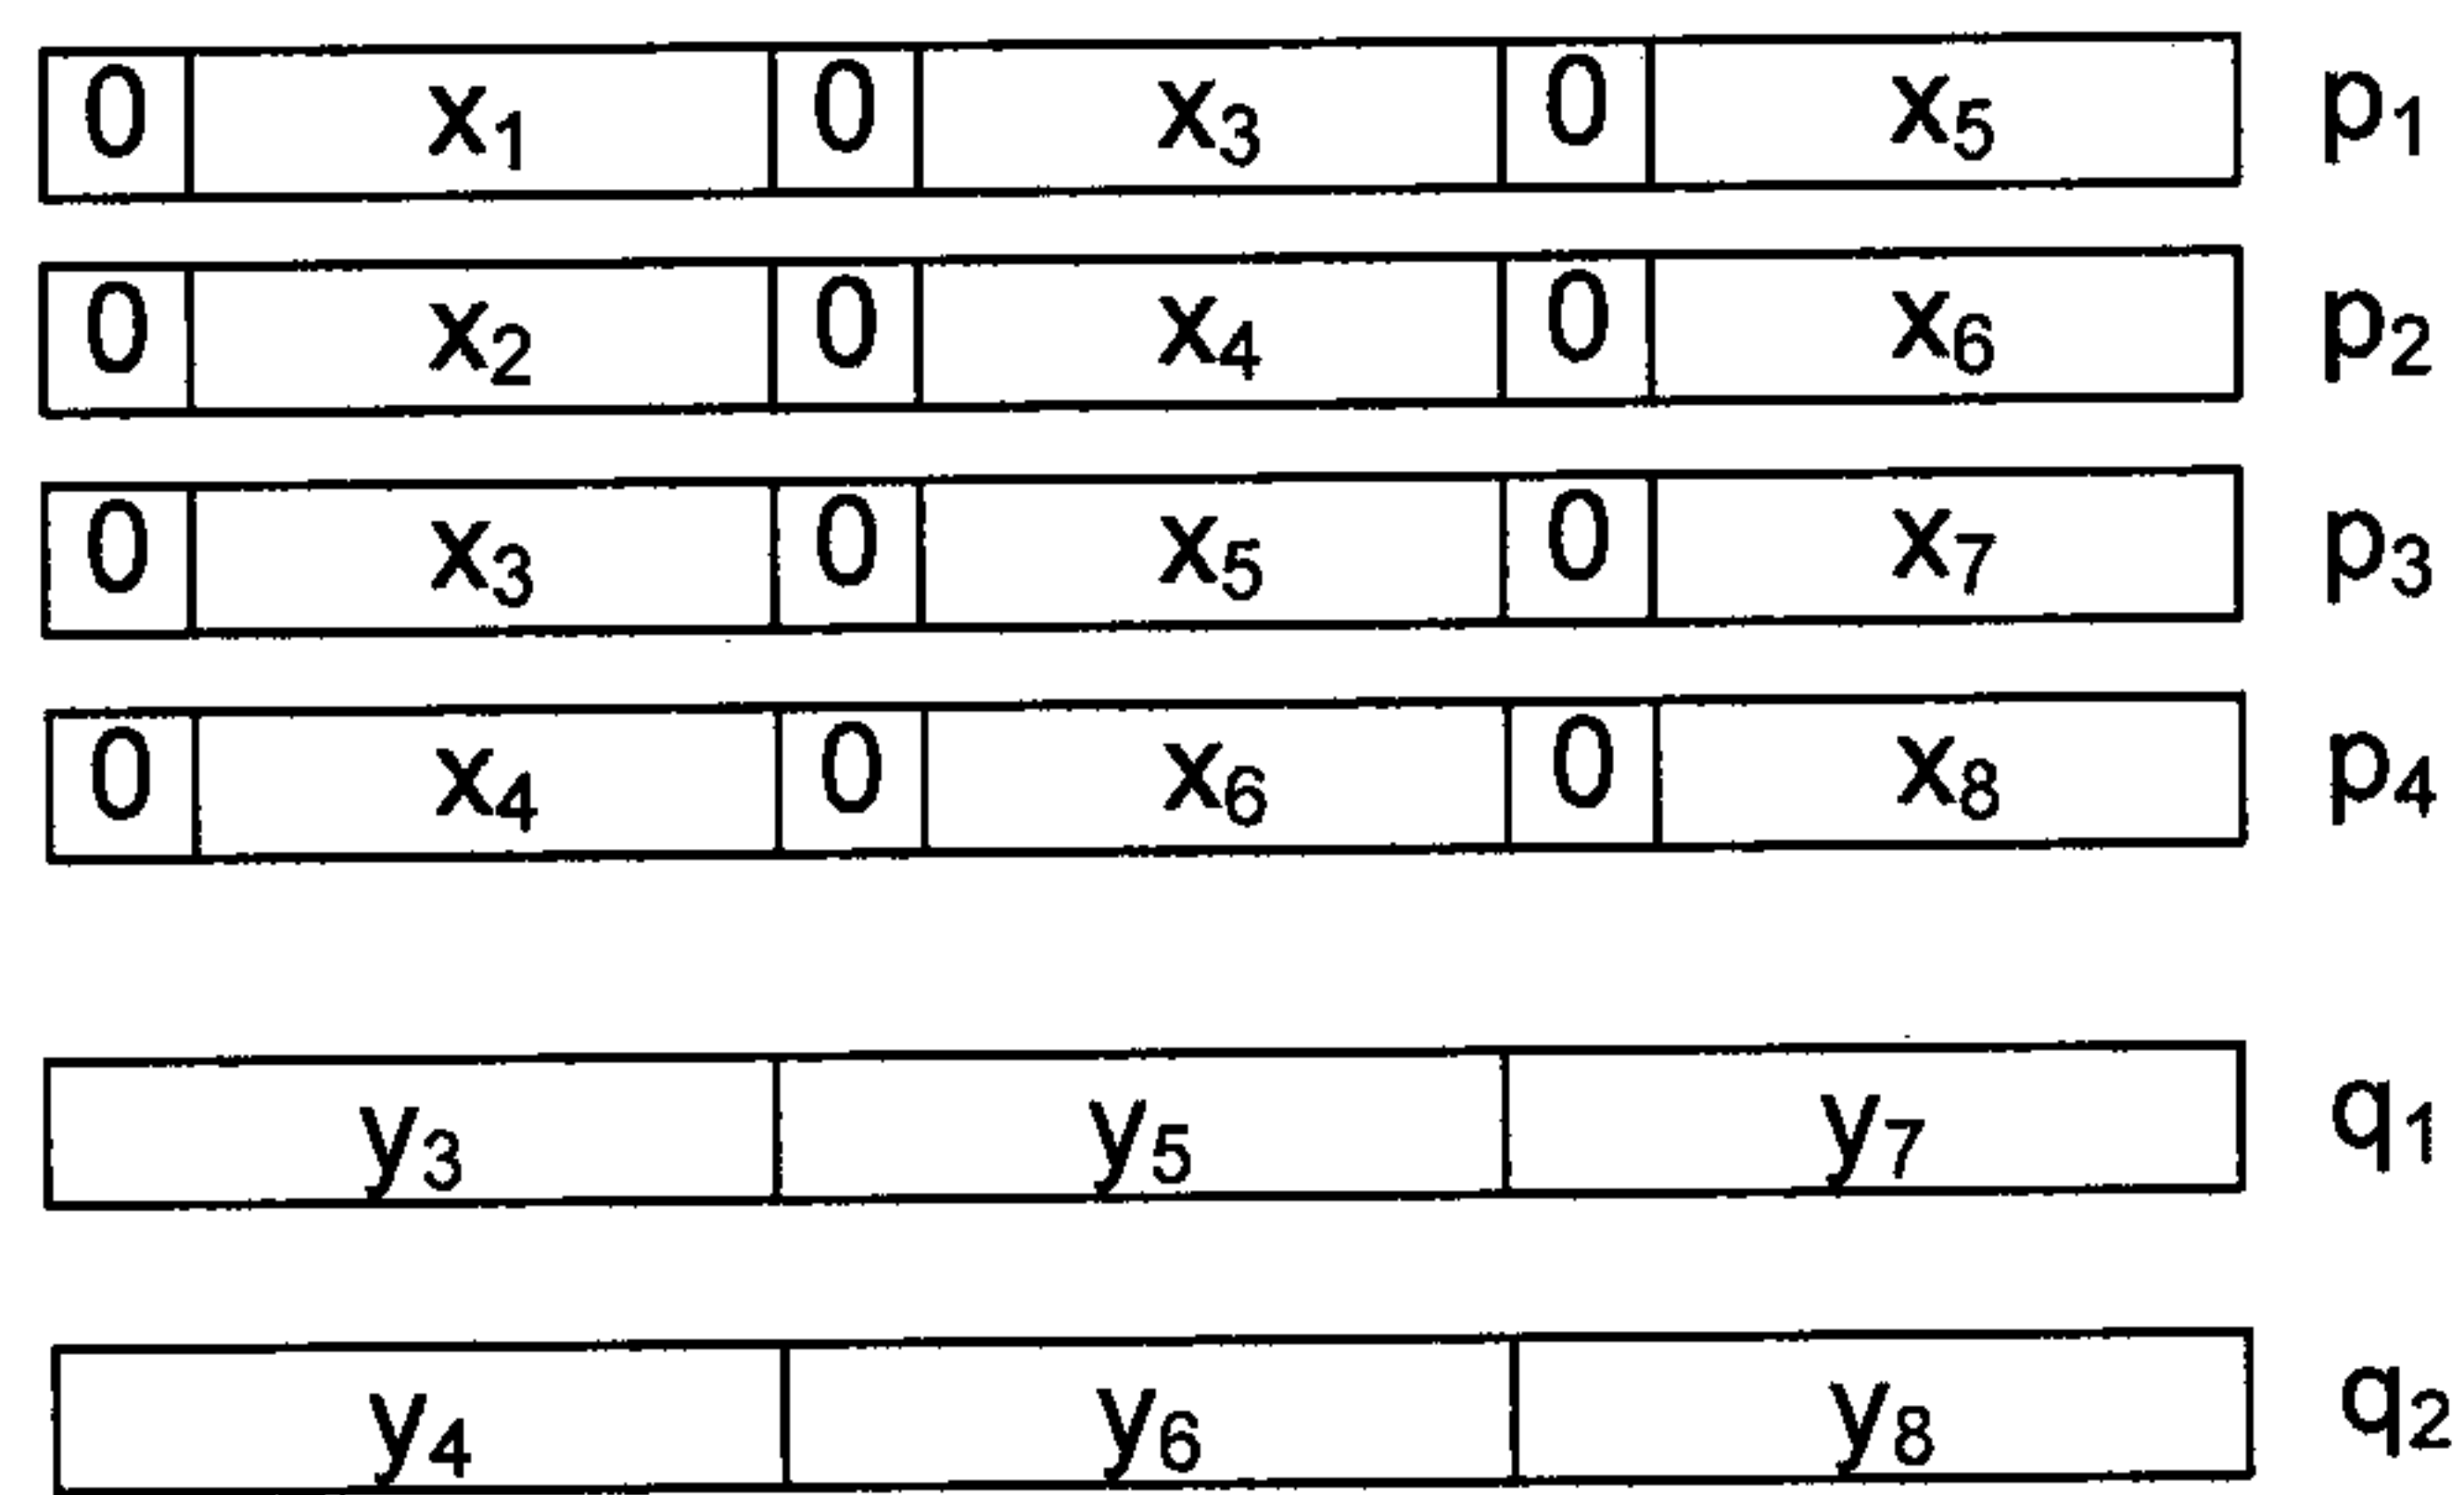 0 x₁ 0 x₃ 0 x₅ p₁
0 x₂ 0 x₄ 0 x₆ p₂
0 x₃ 0 x₅ 0 x₇ p₃
0 x₄ 0 x₆ 0 x₈ p₄
y₃ y₅ y₇ q₁
y₄ y₆ y₈ q₂